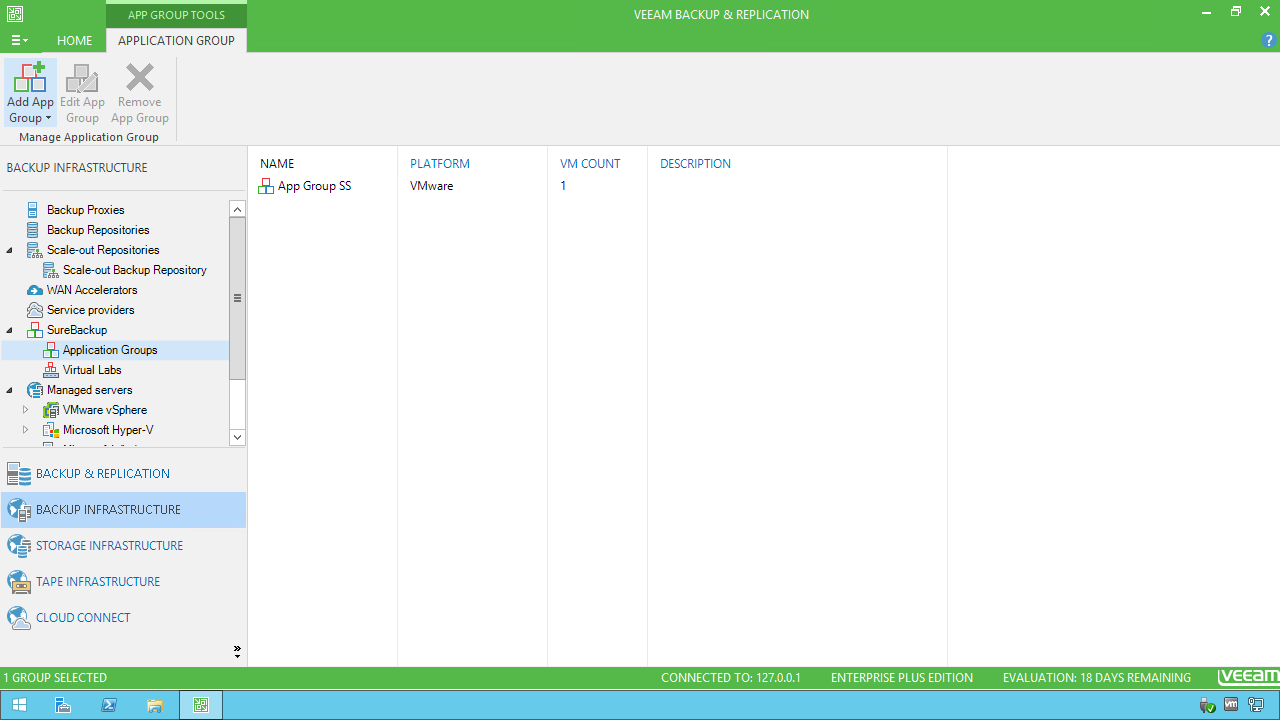 APP GROUP TOOLS
VEEAM BACKUP & REPLICATION
HOME
APPLICATION GROUP
?
Add App Group
Edit App Group
Remove App Group
Manage Application Group
BACKUP INFRASTRUCTURE
Backup Proxies
Backup Repositories
Scale-out Repositories
Scale-out Backup Repository
WAN Accelerators
Service providers
SureBackup
Application Groups
Virtual Labs
Managed servers
VMware vSphere
Microsoft Hyper-V
BACKUP & REPLICATION
BACKUP INFRASTRUCTURE
STORAGE INFRASTRUCTURE
TAPE INFRASTRUCTURE
CLOUD CONNECT
NAME PLATFORM VM COUNT DESCRIPTION
App Group SS VMware 1
1 GROUP SELECTED
CONNECTED TO: 127.0.0.1
ENTERPRISE PLUS EDITION
EVALUATION: 18 DAYS REMAINING
veeam
vm